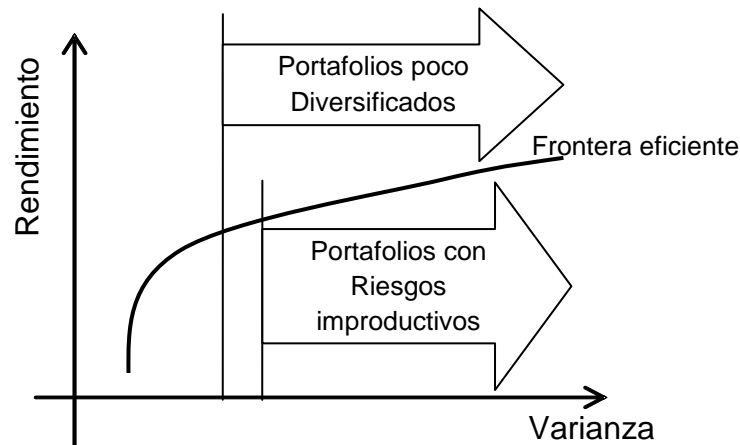 Rendimiento
Portafolios poco
Diversificados
Frontera eficiente
Portafolios con
Riesgos
improductivos
Varianza